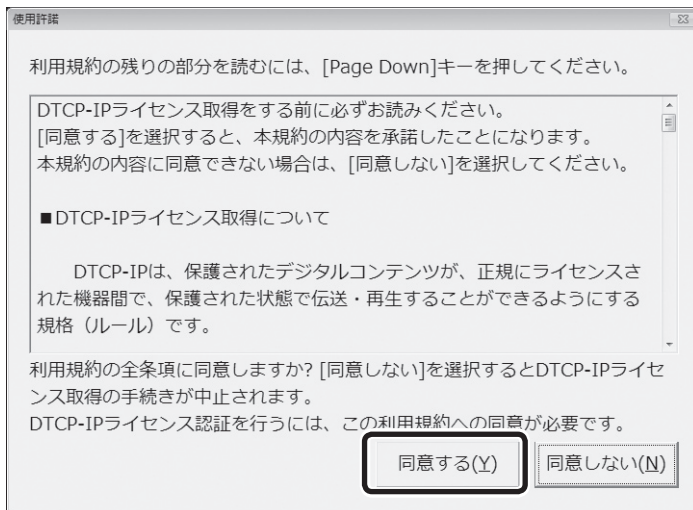 使用許諾
利用規約の残りの部分を読むには、[Page Down]キーを押してください。
DTCP-IPライセンス取得をする前に必ずお読みください。
[同意する]を選択すると、本規約の内容を承諾したことになります。
本規約の内容に同意できない場合は、[同意しない]を選択してください。
■DTCP-IPライセンス取得について
DTCP-IPは、保護されたデジタルコンテンツが、正規にライセンスさ
れた機器間で、保護された状態で伝送・再生することができるようにする
規格（ルール）です。
利用規約の全条項に同意しますか? [同意しない]を選択するとDTCP-IPライセ
ンス取得の手続きが中止されます。
DTCP-IPライセンス認証を行うには、この利用規約への同意が必要です。
同意する(Y) 同意しない(N)